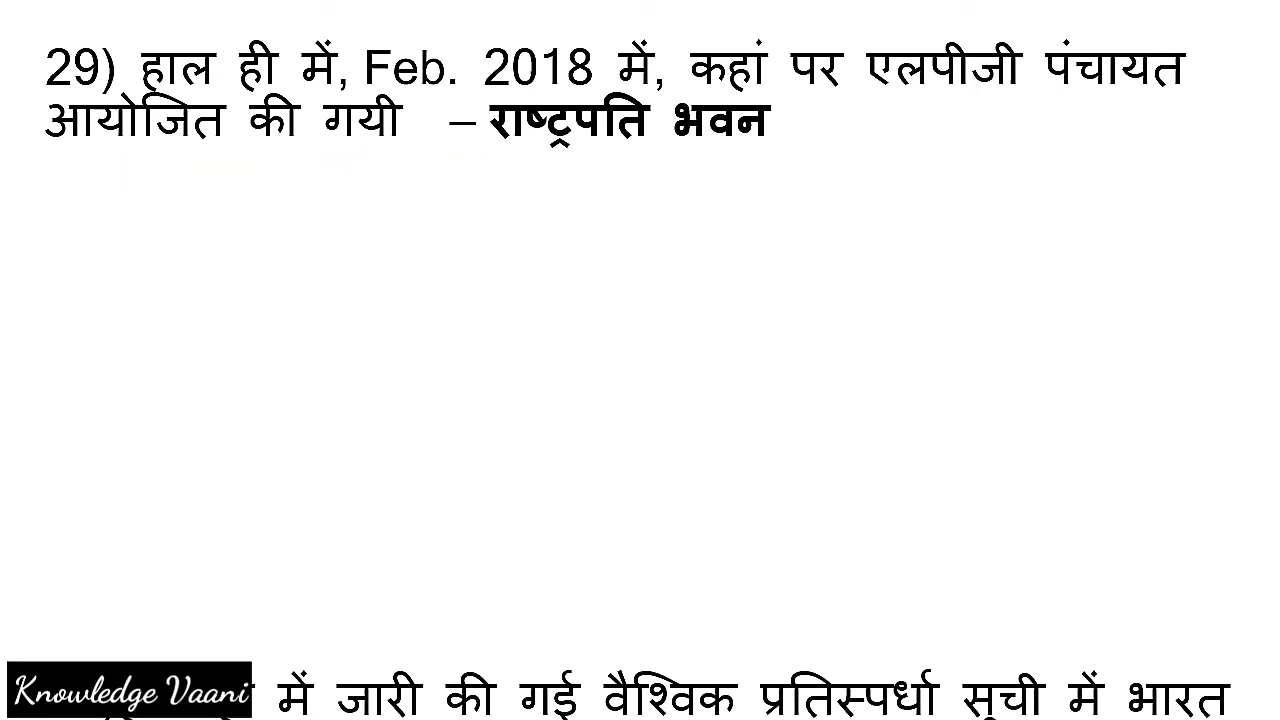 29) हाल ही में, Feb. 2018 में, कहां पर एलपीजी पंचायत
आयोजित की गयी – राष्ट्रपति भवन
Knowledge Vaani
में जारी की गई वैश्विक प्रतिस्पर्धा सूची में भारत